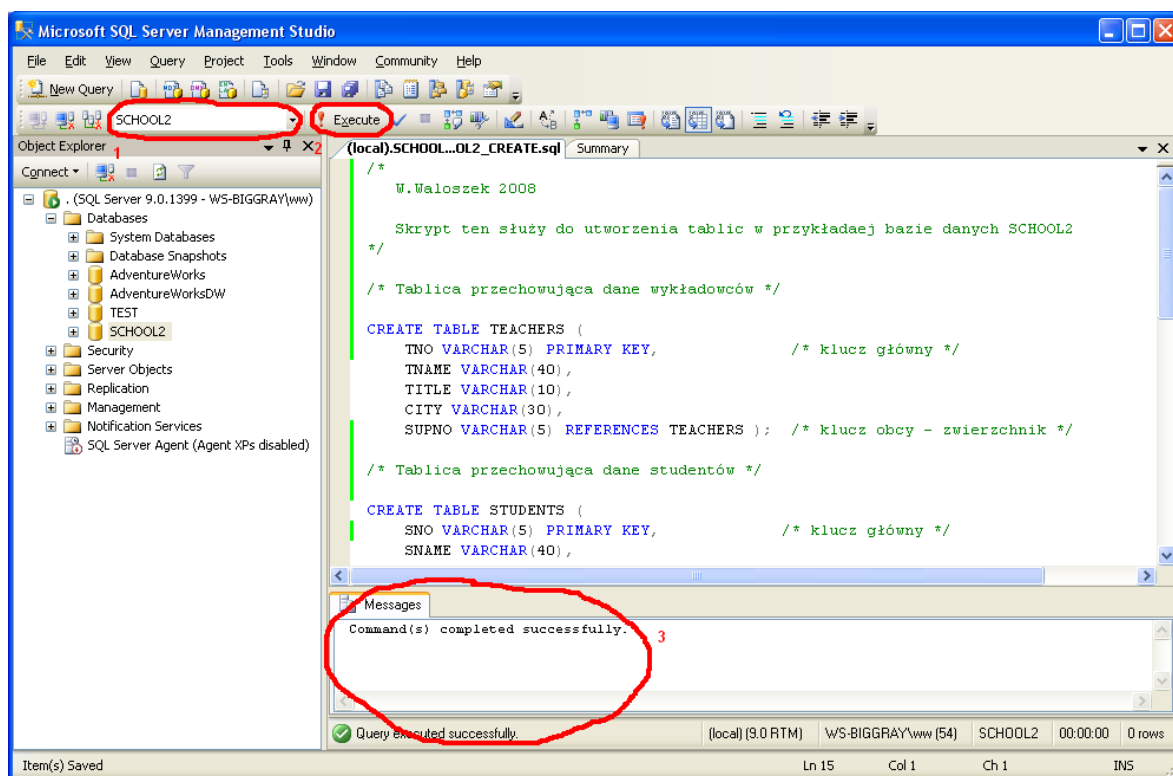 Microsoft SQL Server Management Studio
File Edit View Query Project Tools Window Community Help
New Query
SCHOOL2 Execute
1 2
Object Explorer
(local).SCHOOL...OL2_CREATE.sql Summary
Connect
. (SQL Server 9.0.1399 - WS-BIGGRAY\ww)
Databases
System Databases
Database Snapshots
AdventureWorks
AdventureWorksDW
TEST
SCHOOL2
Security
Server Objects
Replication
Management
Notification Services
SQL Server Agent (Agent XPs disabled)
/*
W.Waloszek 2008
Skrypt ten służy do utworzenia tablic w przykładaej bazie danych SCHOOL2
*/
/* Tablica przechowująca dane wykładowców */
CREATE TABLE TEACHERS (
TNO VARCHAR(5) PRIMARY KEY, /* klucz główny */
TNAME VARCHAR(40),
TITLE VARCHAR(10),
CITY VARCHAR(30),
SUPNO VARCHAR(5) REFERENCES TEACHERS ); /* klucz obcy - zwierzchnik */
/* Tablica przechowująca dane studentów */
CREATE TABLE STUDENTS (
SNO VARCHAR(5) PRIMARY KEY, /* klucz główny */
SNAME VARCHAR(40),
Messages
Command(s) completed successfully.
3
Query executed successfully. (local) (9.0 RTM) WS-BIGGRAY\ww (54) SCHOOL2 00:00:00 0 rows
Item(s) Saved Ln 15 Col 1 Ch 1 INS